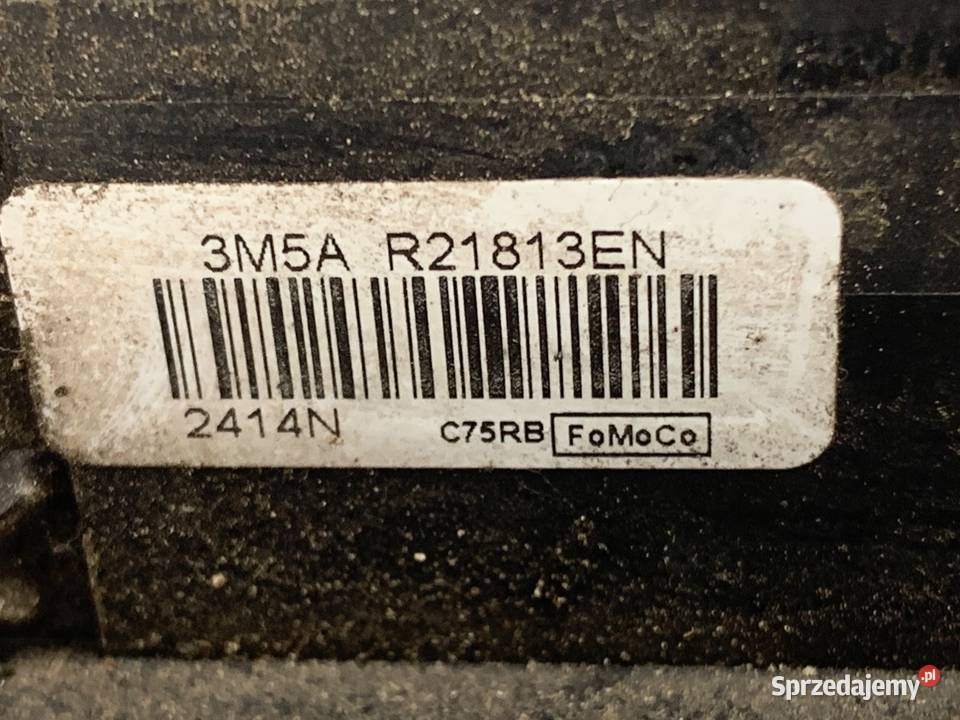 3M5A R21813EN
2414N C75RB FoMoCo
Sprzedajemy.pl